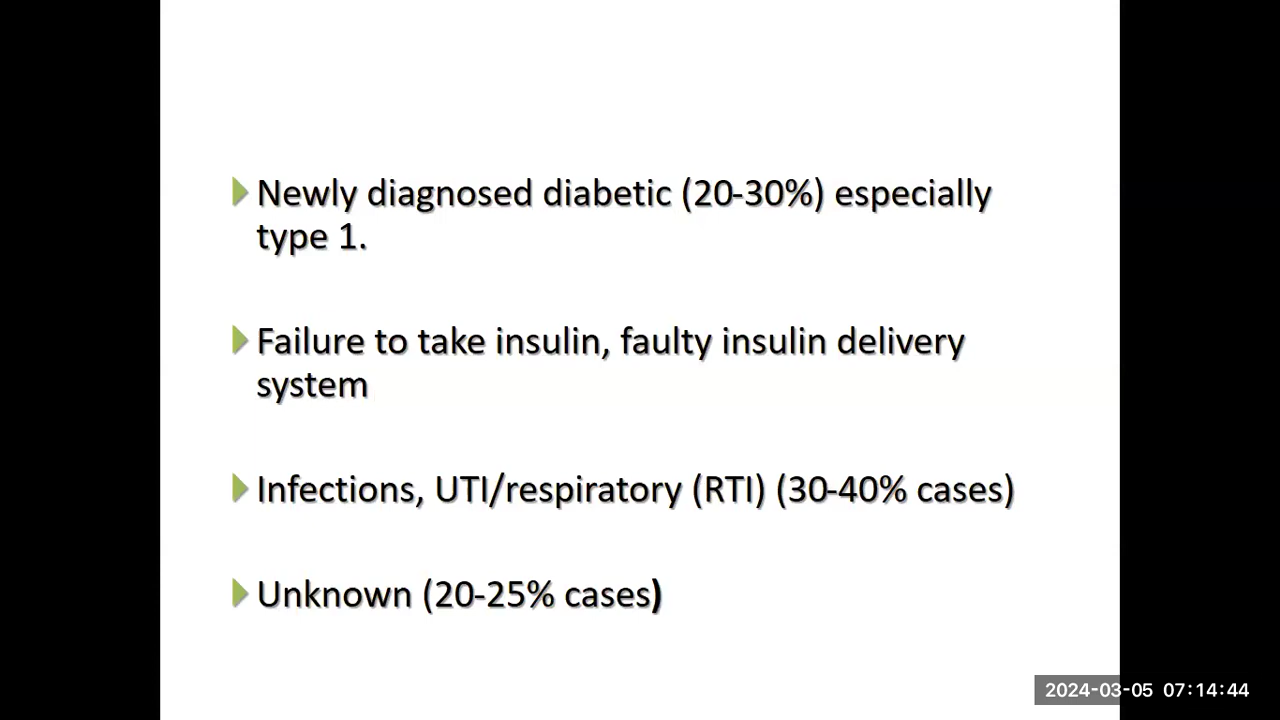 Newly diagnosed diabetic (20-30%) especially
type 1.
Failure to take insulin, faulty insulin delivery
system
Infections, UTI/respiratory (RTI) (30-40% cases)
Unknown (20-25% cases)
2024-03-05 07:14:44